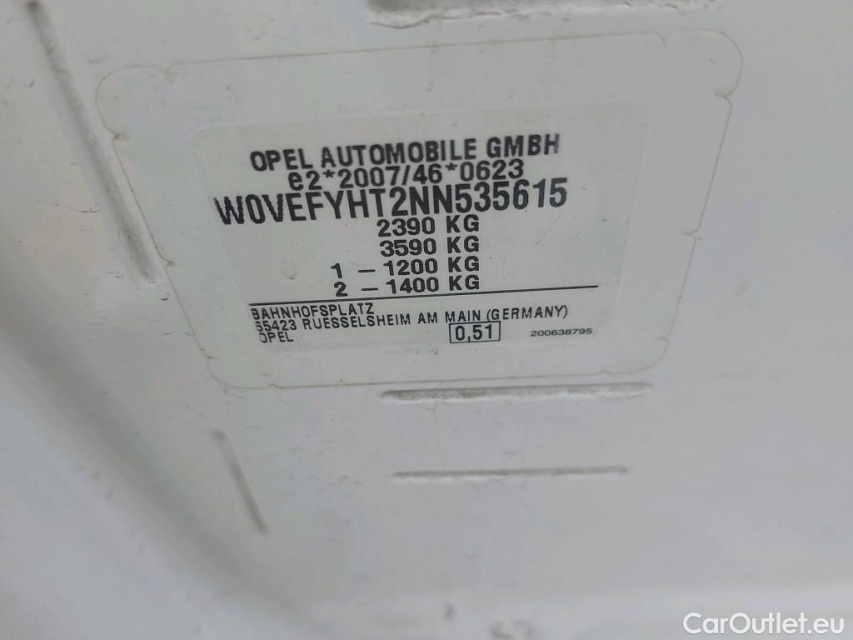 OPEL AUTOMOBILE GMBH
e2*2007/46*0623
W0VEFYHT2NN535615
2390 KG
3590 KG
1 - 1200 KG
2 - 1400 KG
BAHNHOFSPLATZ
65423 RUESSELSHEIM AM MAIN (GERMANY)
OPEL 0,51 200638795
CarOutlet.eu